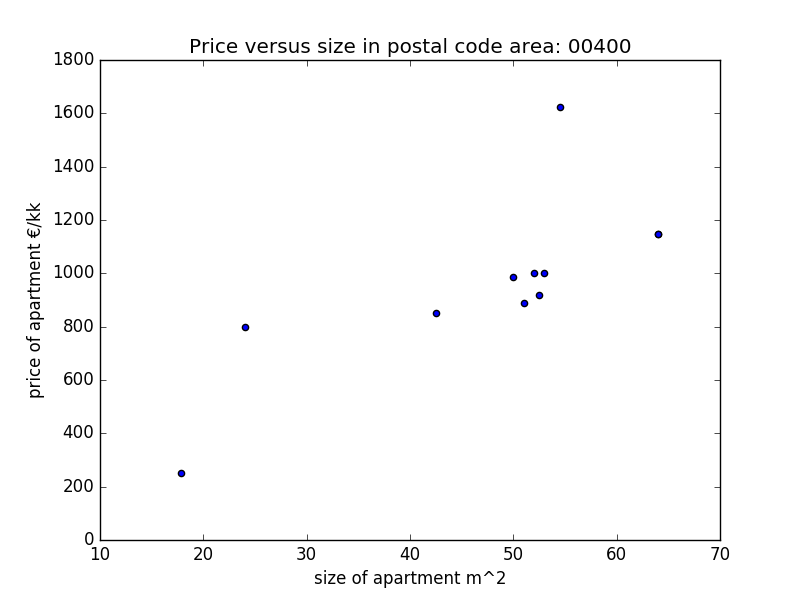 Price versus size in postal code area: 00400
1800
1600
1400
1200
1000
800
600
400
200
0
price of apartment €/kk
10 20 30 40 50 60 70
size of apartment m^2